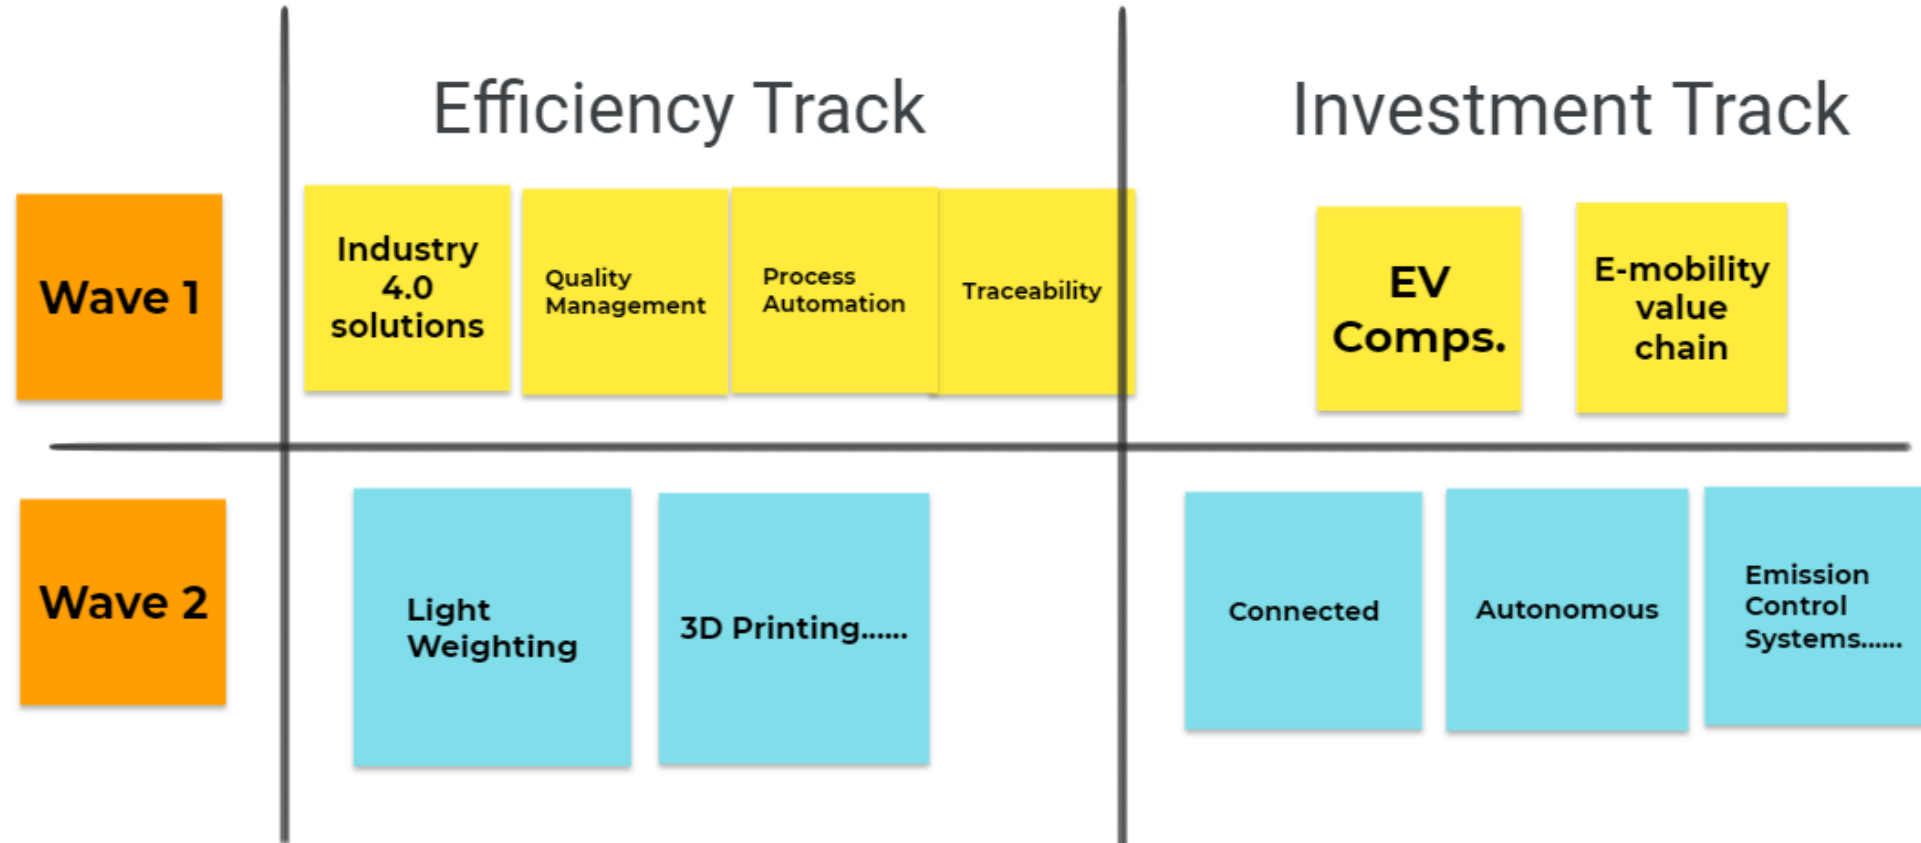 Efficiency Track
Investment Track
Wave 1
Industry
4.0
solutions
Quality
Management
Process
Automation
Traceability
EV
Comps.
E-mobility
value
chain
Wave 2
Light
Weighting
3D Printing......
Connected
Autonomous
Emission
Control
Systems......